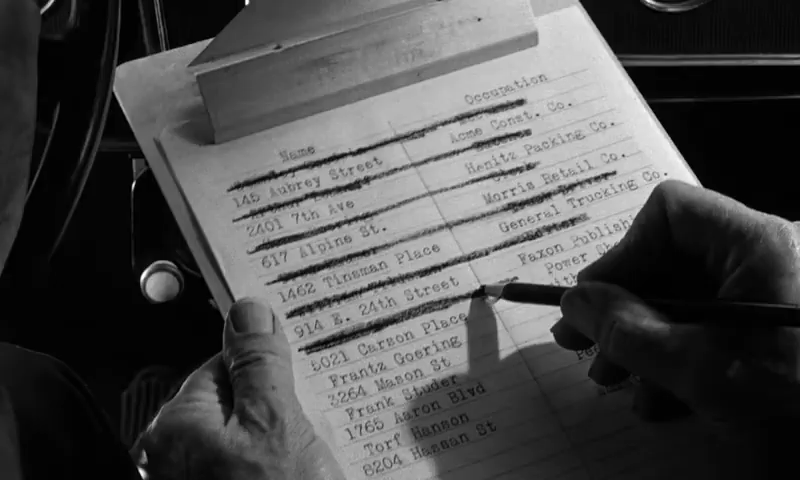 Name Occupation
145 Aubrey Street Acme Const. Co.
2401 7th Ave Henitz Packing Co.
617 Alpine St. Morris Retail Co.
1462 Tinsman Place General Trucking Co.
914 E. 24th Street Faxon Publishi
5021 Carson Place Power
Frantz Goering
3264 Mason St
Frank Studer
1765 Aaron Blvd
Torf Hanson
8204 Hassan St